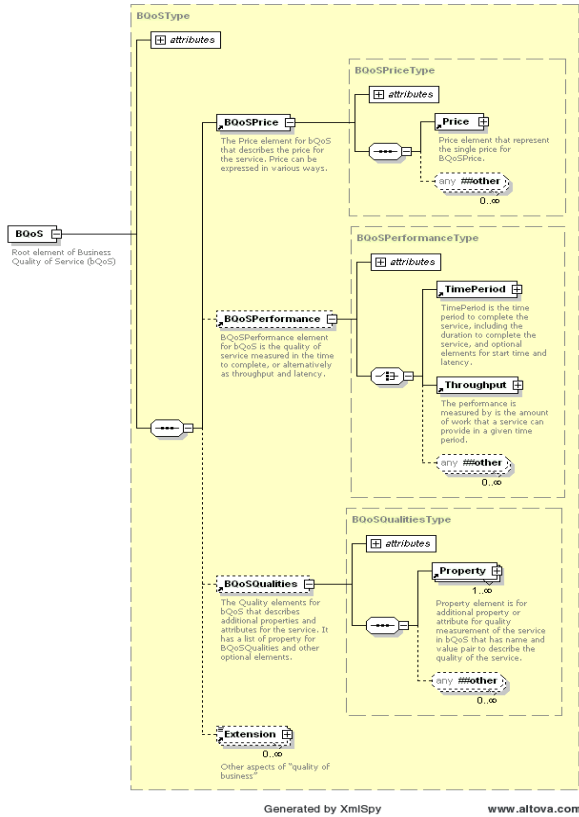 BQoSType
attributes
BQoSPriceType
attributes
BQoSPrice
The Price element for bQoS
that describes the price for
the service. Price can be
expressed in various ways.
Price
Price element that represent
the single price for
BQoSPrice.
any ##other
0..∞
BQoS
Root element of Business
Quality of Service (bQoS)
BQoSPerformanceType
attributes
BQoSPerformance
BQoSPerformance element
for bQoS is the quality of
service measured in the time
to complete, or alternatively
as throughput and latency.
TimePeriod
TimePeriod is the time
period to complete the
service, including the
duration to complete the
service, and optional
elements for start time and
latency.
Throughput
The performance is
measured by is the amount
of work that a service can
provide in a given time
period.
any ##other
0..∞
BQoSQualitiesType
attributes
BQoSQualities
The Quality elements for
bQoS that describes
additional properties and
attributes for the service. It
has a list of property for
BQoSQualities and other
optional elements.
Property
1..∞
Property element is for
additional property or
attribute for quality
measurement of the service
in bQoS that has name and
value pair to describe the
quality of the service.
any ##other
0..∞
Extension
0..∞
Other aspects of "quality of
business"
Generated by XmlSpy
www.altova.com